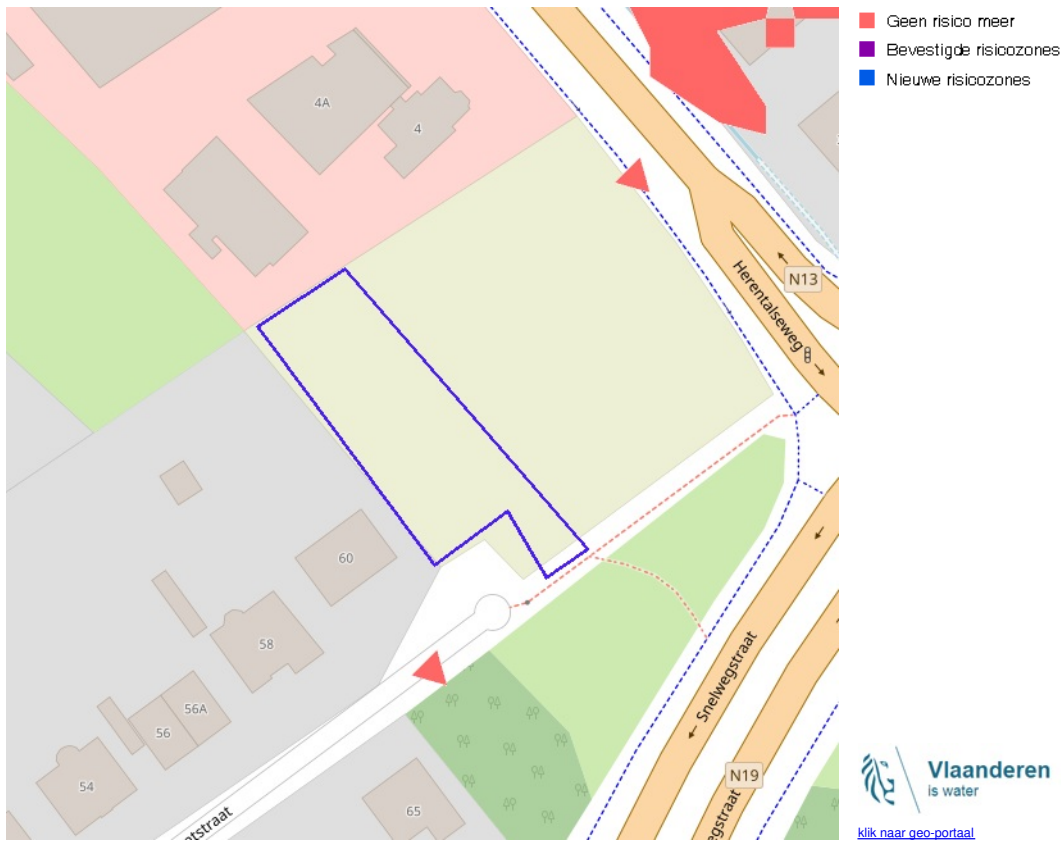 Geen risico meer
Bevestigde risicozones
Nieuwe risicozones
4A
4
N13
Herentalseweg
60
58
56A
56
54
65
Snelwegstraat
N19
Vlaanderen
is water
klik naar geo-portaal